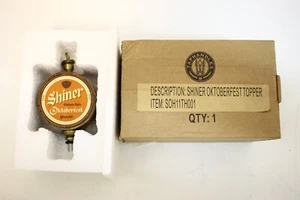 Shiner
Oktoberfest
DESCRIPTION: SHINER OKTOBERFEST TOPPER
ITEM: SOH11TH001
QTY: 1